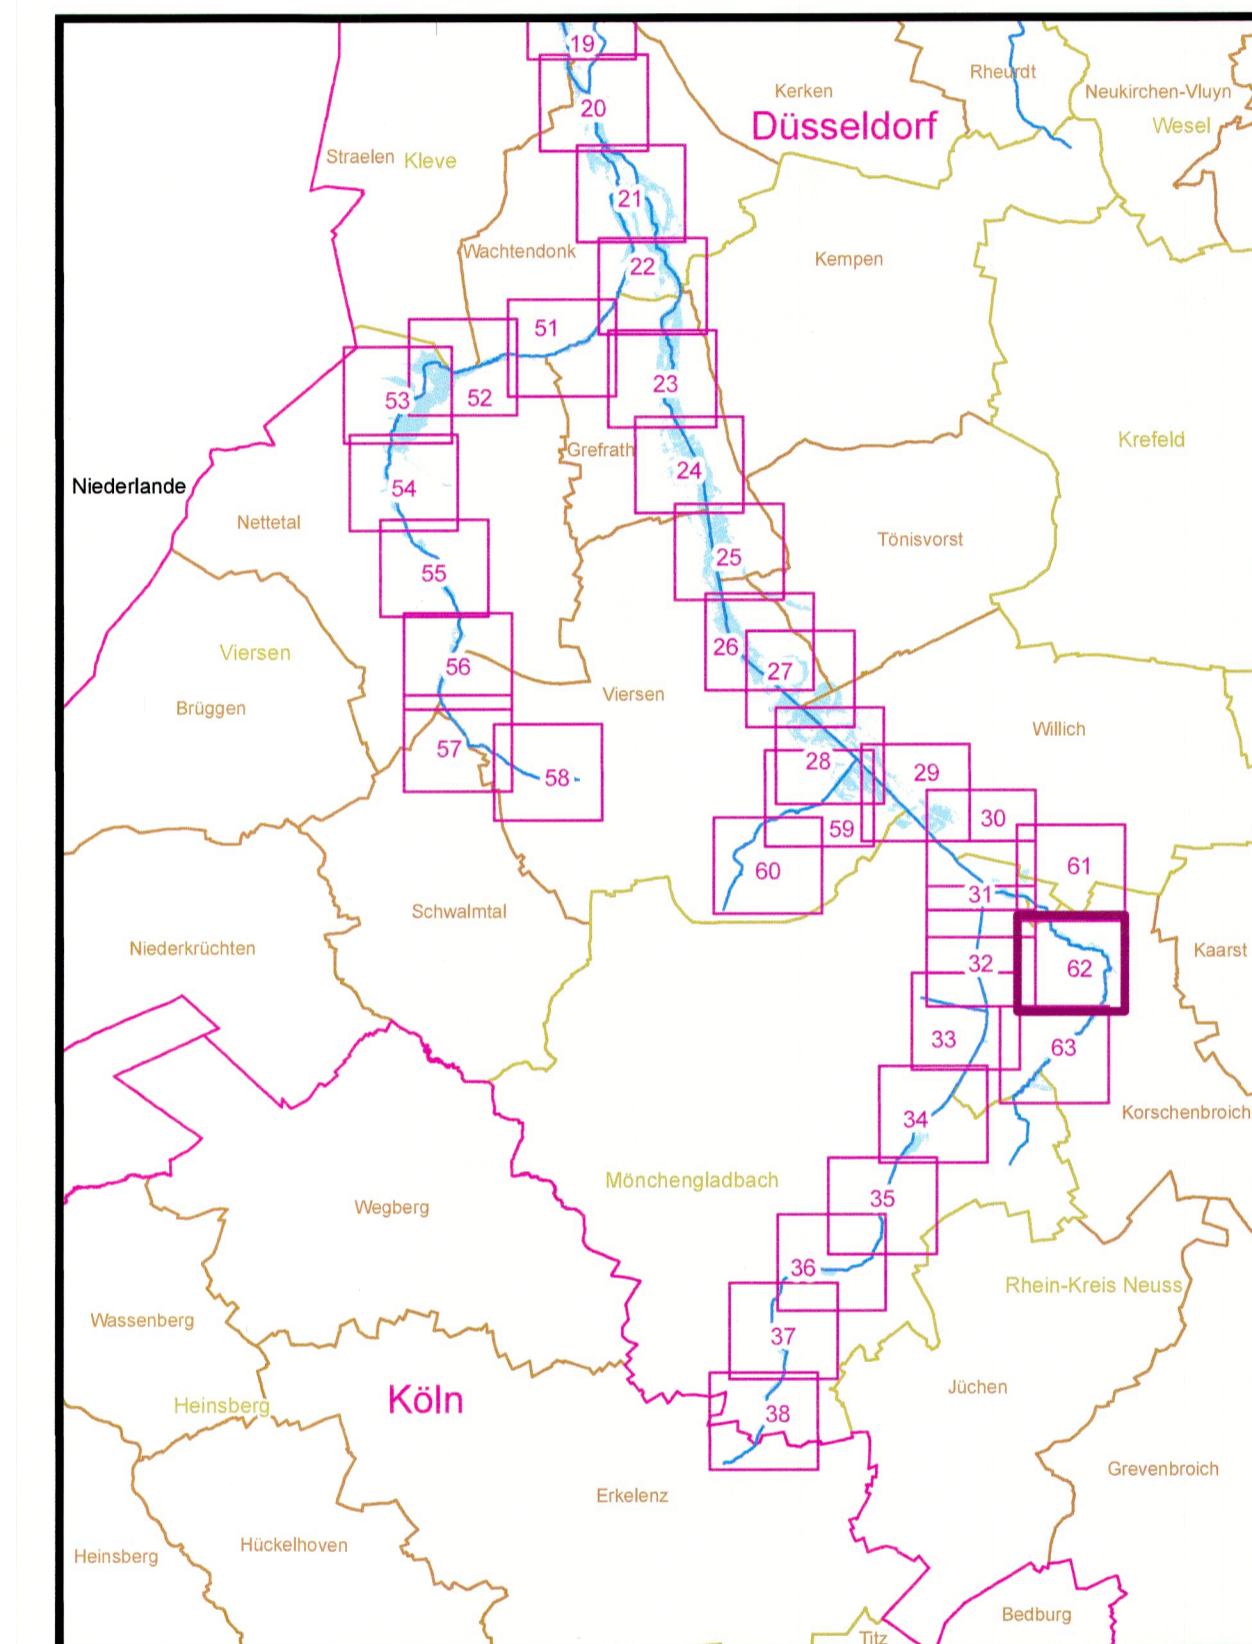 19
Rheurdt
Kerken
Neukirchen-Vluyn
20
Düsseldorf
Wesel
Straelen
Kleve
21
Wachtendonk
Kempen
22
51
23
53
52
Krefeld
Grefrath
24
Niederlande
54
Nettetal
Tönisvorst
25
55
26
Viersen
56
27
Viersen
Brüggen
Willich
57
28
29
58
30
59
61
60
31
Schwalmtal
Niederkrüchten
Kaarst
32
62
33
63
Korschenbroich
34
Mönchengladbach
35
Wegberg
36
Rhein-Kreis Neuss
Wassenberg
37
Jüchen
Köln
Heinsberg
38
Grevenbroich
Erkelenz
Hückelhoven
Heinsberg
Bedburg
Titz